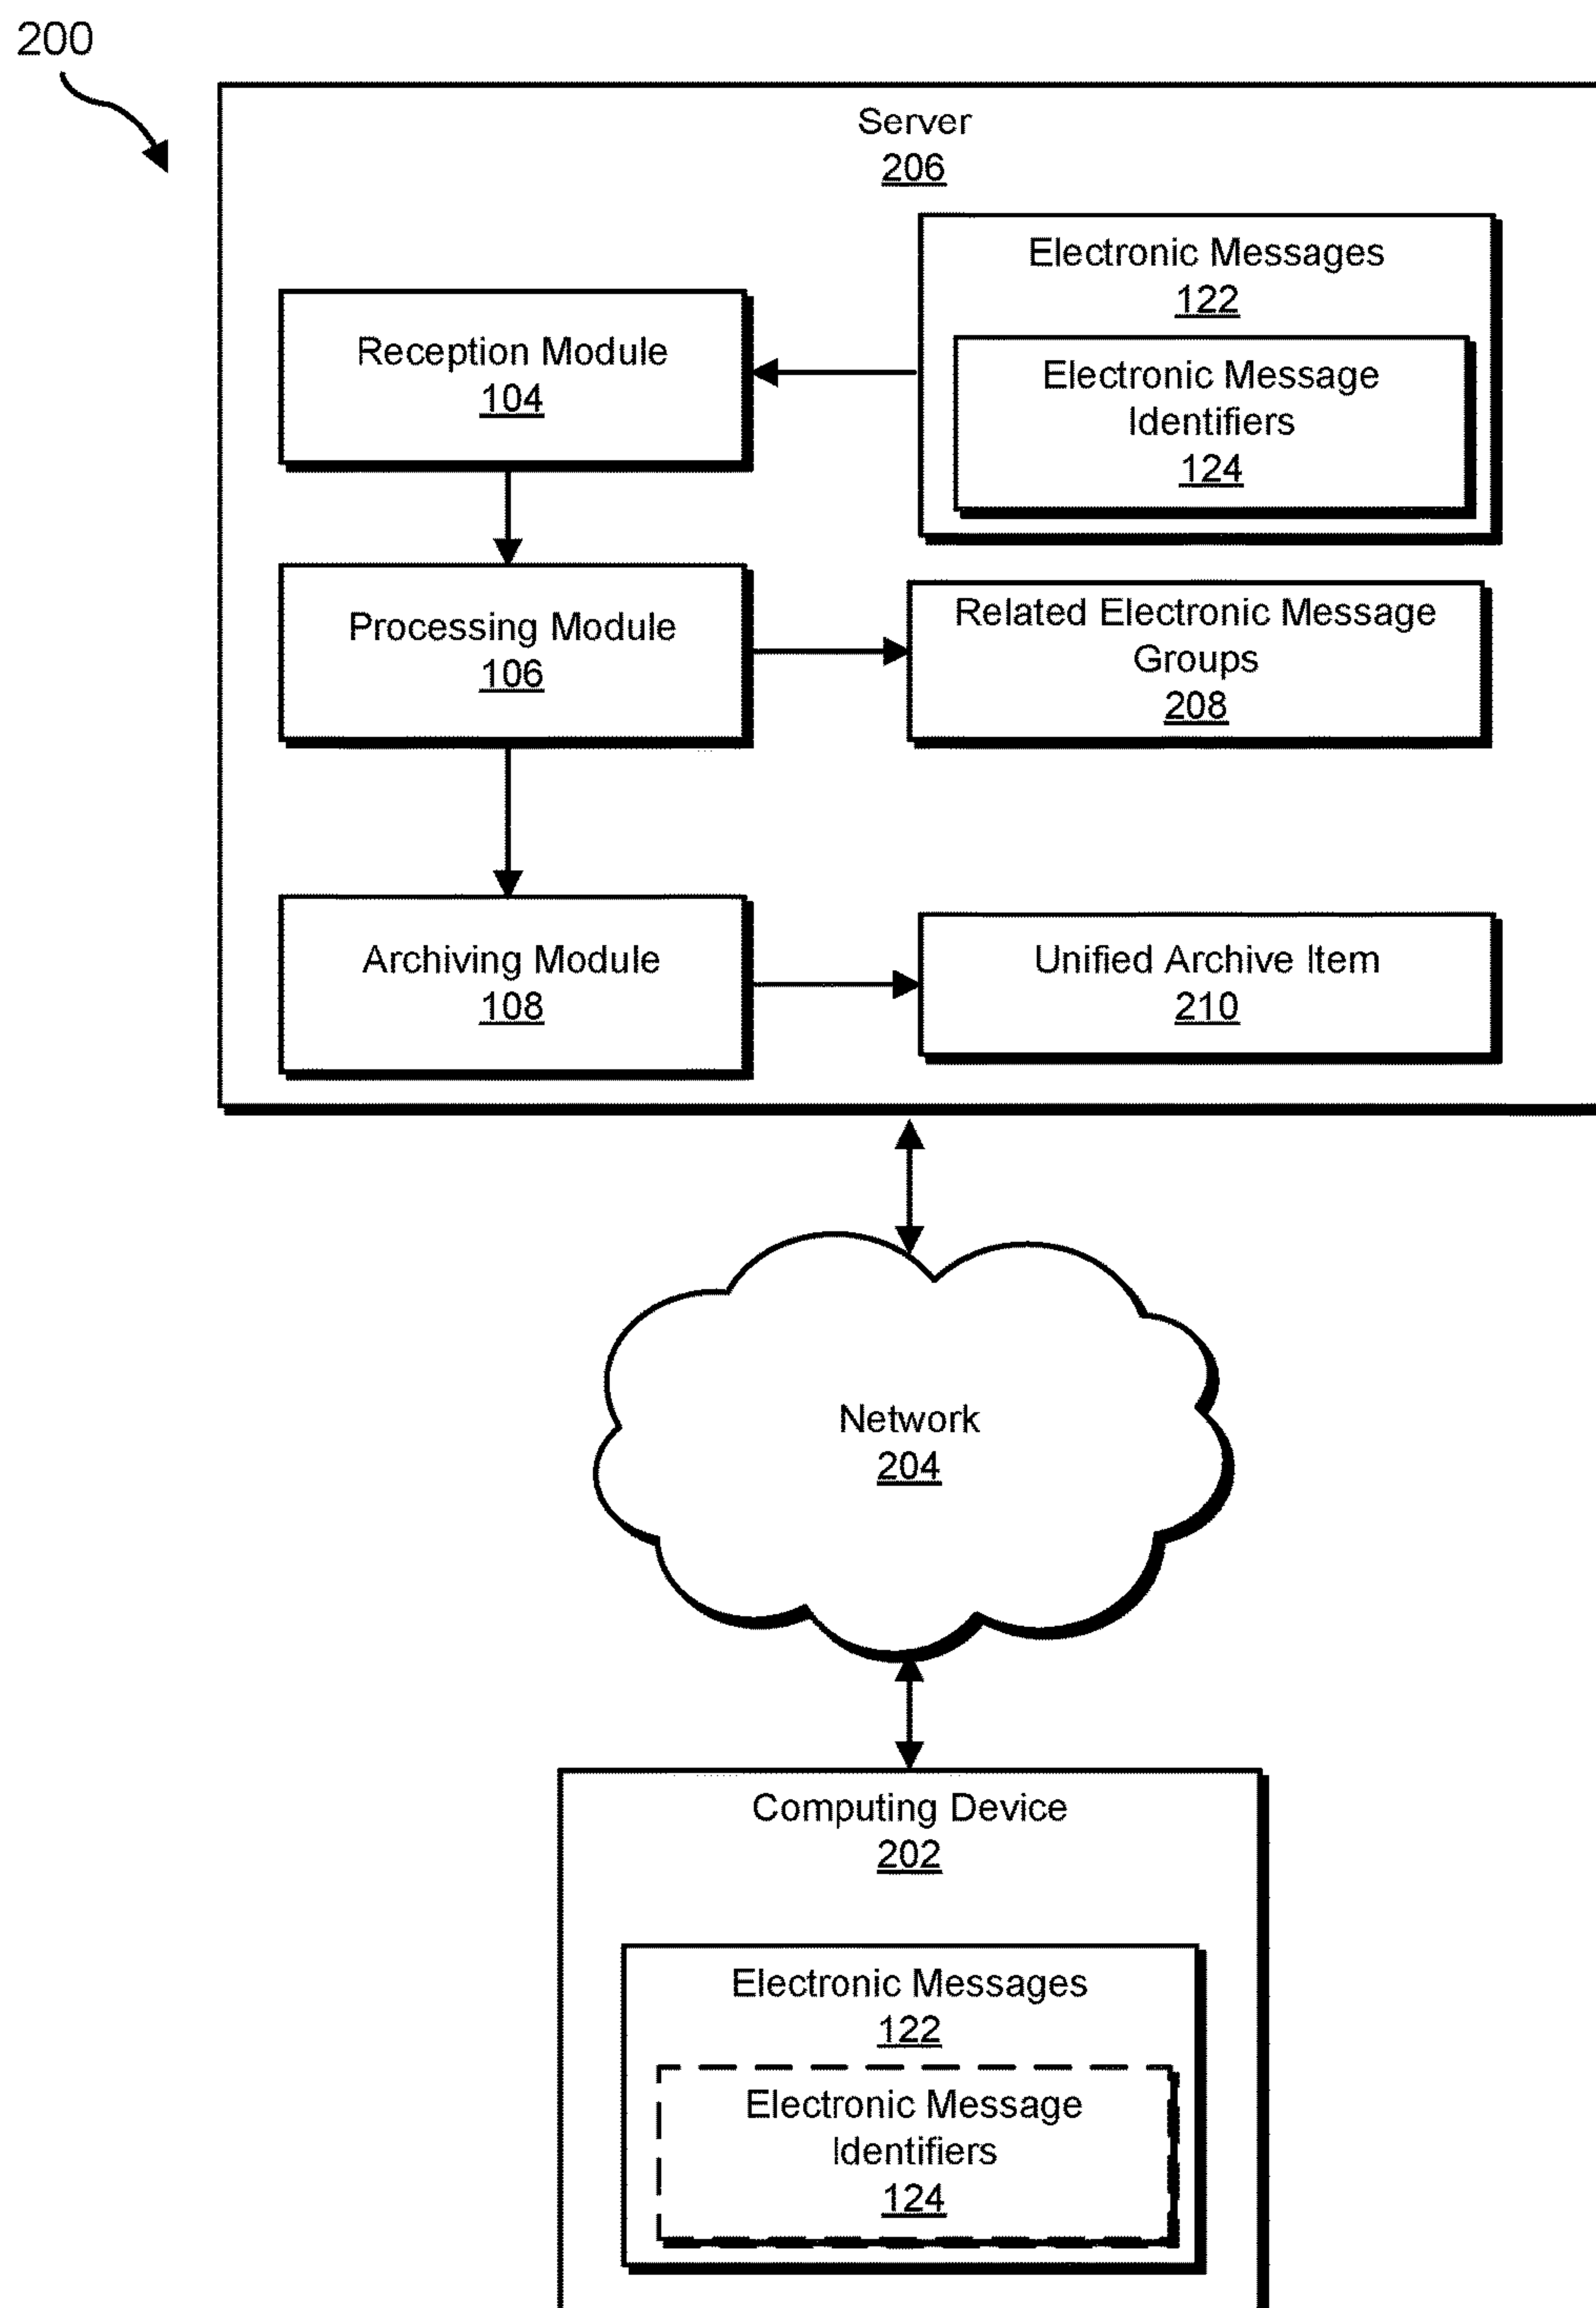 200
Server
206
Electronic Messages
122
Electronic Message
Identifiers
124
Reception Module
104
Processing Module
106
Related Electronic Message
Groups
208
Archiving Module
108
Unified Archive Item
210
Network
204
Computing Device
202
Electronic Messages
122
Electronic Message
Identifiers
124